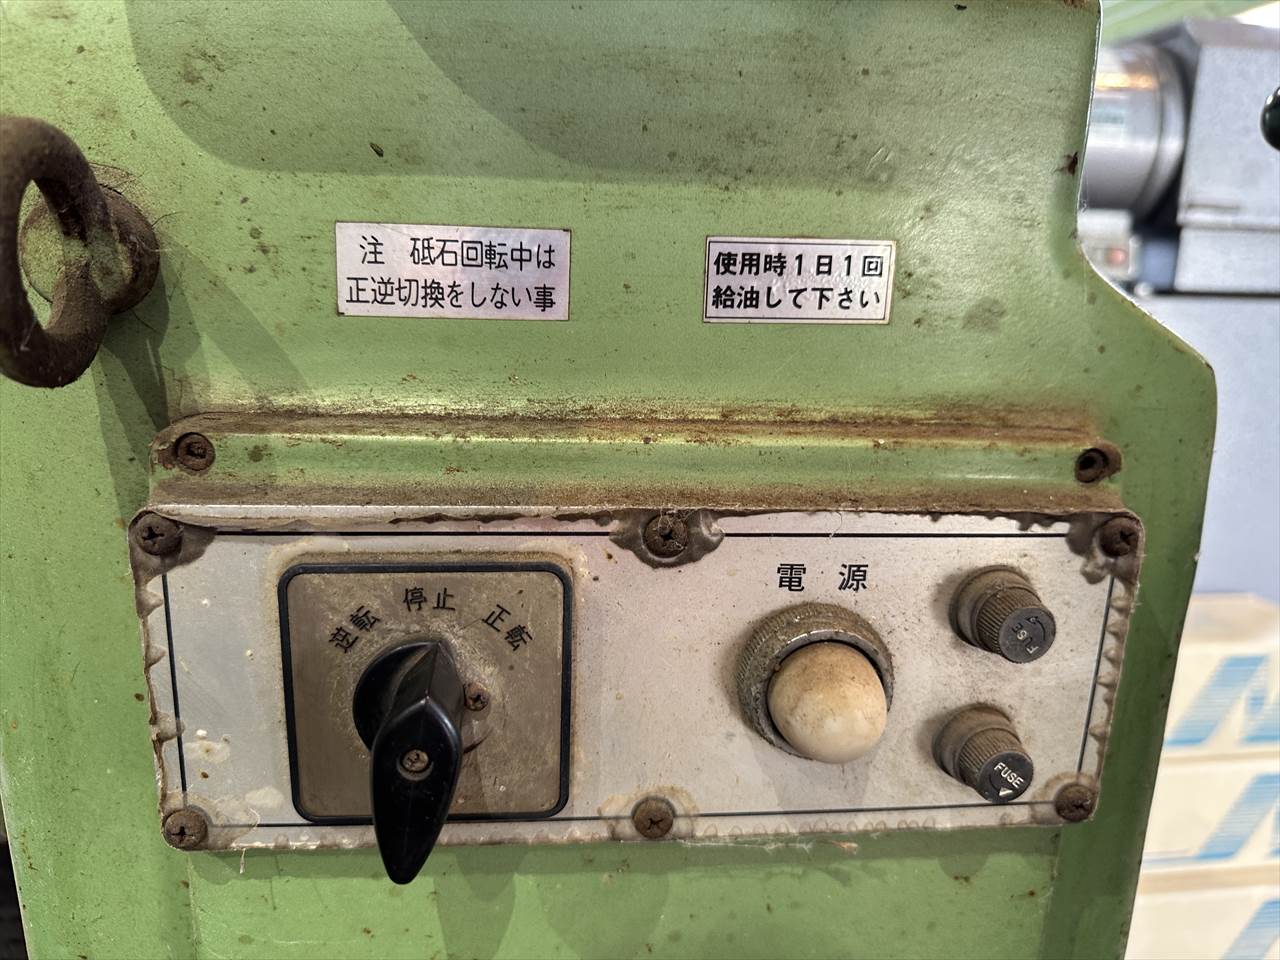 注 砥石回転中は
正逆切換をしない事
使用時1日1回
給油して下さい
逆転 停止 正転
電源
FUSE
FUSE